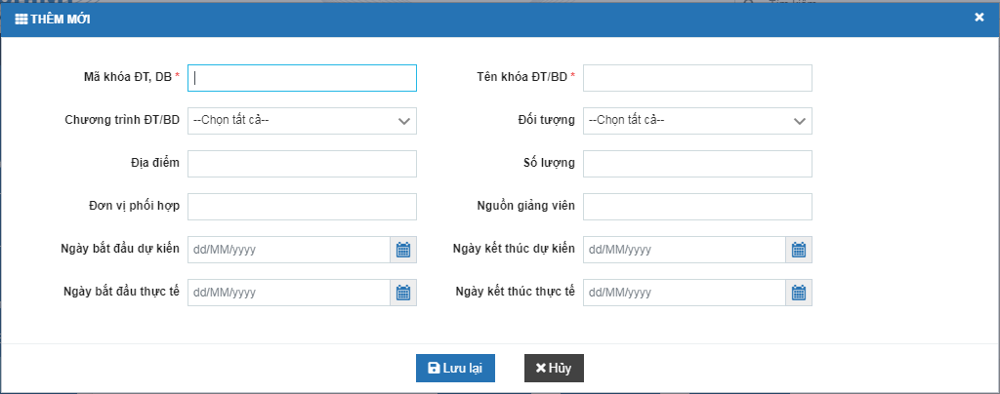 Tìm kiếm
THÊM MỚI
Mã khóa ĐT, DB *
Tên khóa ĐT/BD *
Chương trình ĐT/BD --Chọn tất cả--
Đối tượng --Chọn tất cả--
Địa điểm
Số lượng
Đơn vị phối hợp
Nguồn giảng viên
Ngày bắt đầu dự kiến dd/MM/yyyy
Ngày kết thúc dự kiến dd/MM/yyyy
Ngày bắt đầu thực tế dd/MM/yyyy
Ngày kết thúc thực tế dd/MM/yyyy
Lưu lại
Hủy